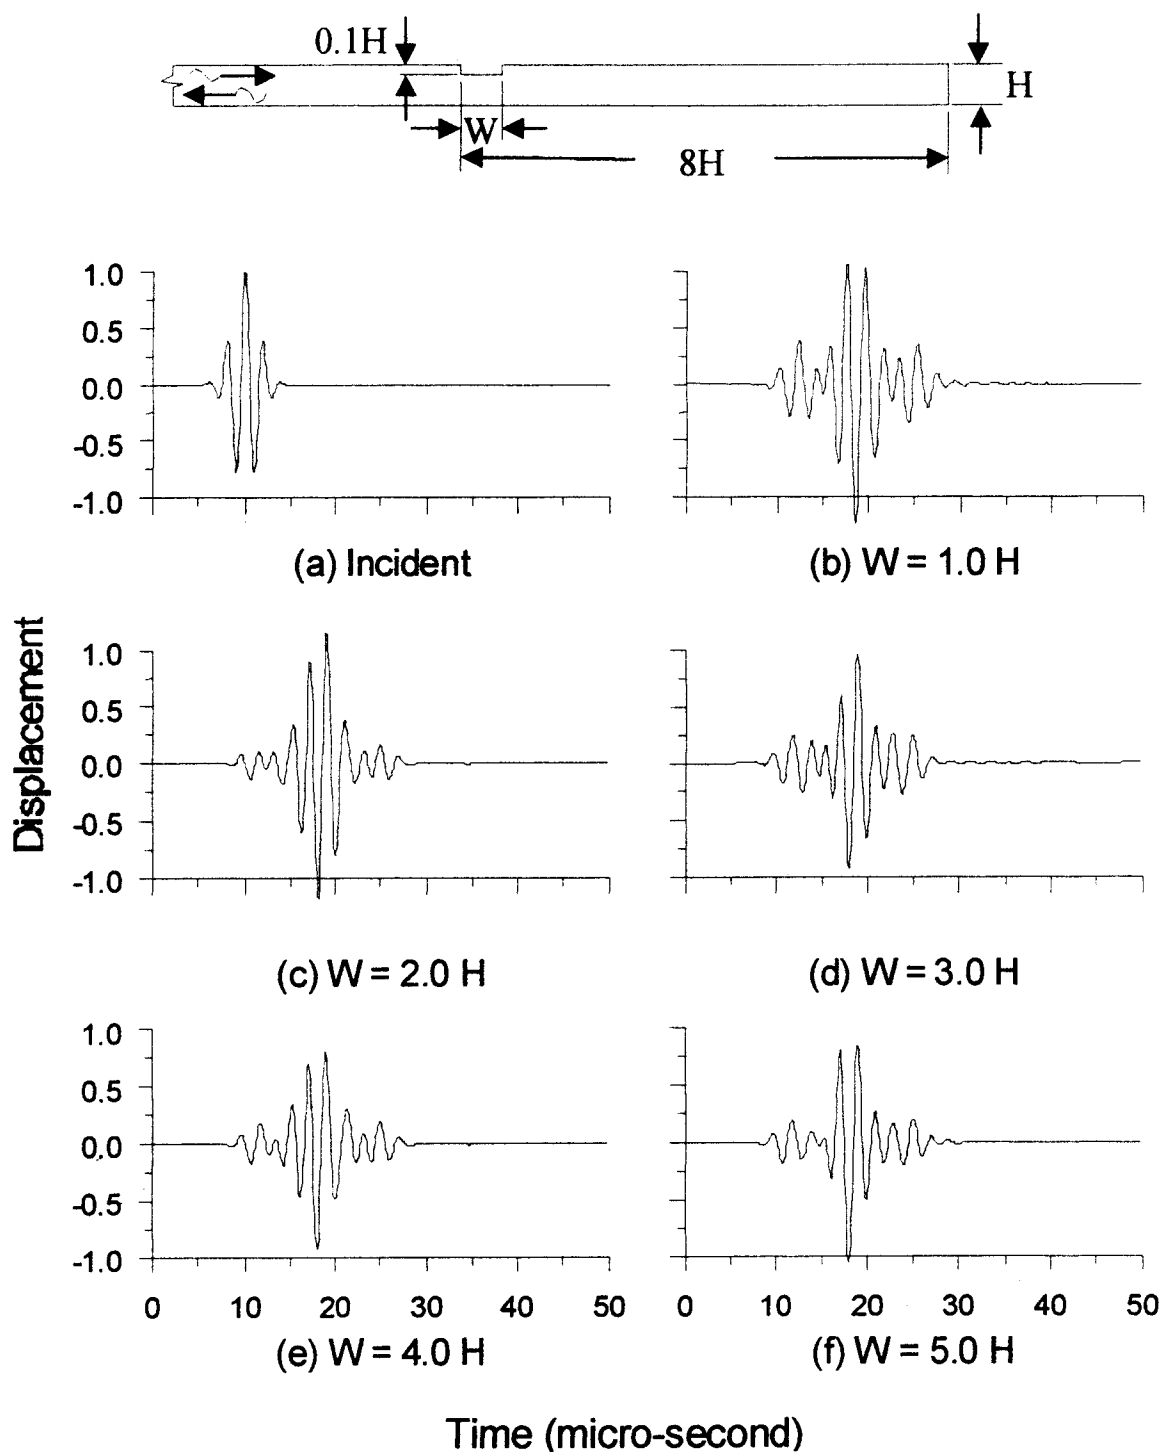 0.1H
H
W
8H
1.0
0.5
0.0
-0.5
-1.0
(a) Incident
(b) W = 1.0 H
Displacement
1.0
0.5
0.0
-0.5
-1.0
(c) W = 2.0 H
(d) W = 3.0 H
1.0
0.5
0.0
-0.5
-1.0
0 10 20 30 40 50
0 10 20 30 40 50
(e) W = 4.0 H
(f) W = 5.0 H
Time (micro-second)